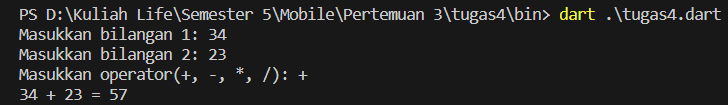 PS D:\Kuliah Life\Semester 5\Mobile\Pertemuan 3\tugas4\bin> dart .\tugas4.dart
Masukkan bilangan 1: 34
Masukkan bilangan 2: 23
Masukkan operator(+, -, *, /): +
34 + 23 = 57